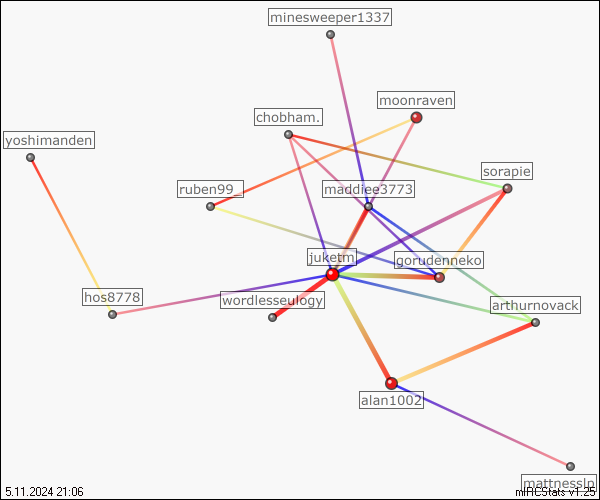 minesweeper1337
moonraven
chobham.
yoshimanden
sorapie
ruben99_
maddiee3773
juketm
gorudenneko
hos8778
wordlesseulogy
arthurnovack
alan1002
mattnesslp
5.11.2024 21:06
mIRCStats v1.25